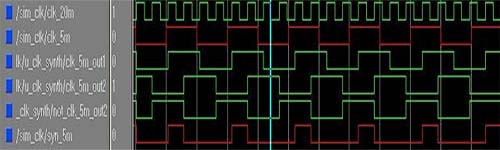 /sim_clk/clk_20m 1
/sim_clk/clk_5m 0
lk/u_clk_synth/clk_5m_out1 0
lk/u_clk_synth/clk_5m_out2 1
_clk_synth/not_clk_5m_out2 0
/sim_clk/syn_5m 0